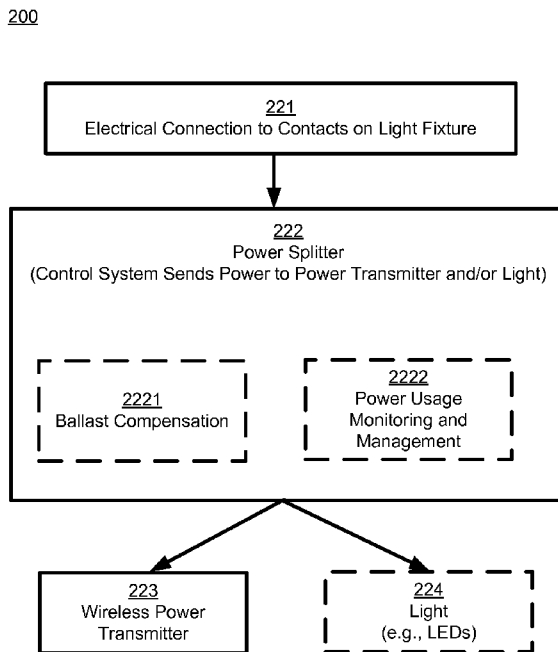 200
221
Electrical Connection to Contacts on Light Fixture
222
Power Splitter
(Control System Sends Power to Power Transmitter and/or Light)
2221
Ballast Compensation
2222
Power Usage
Monitoring and
Management
223
Wireless Power
Transmitter
224
Light
(e.g., LEDs)